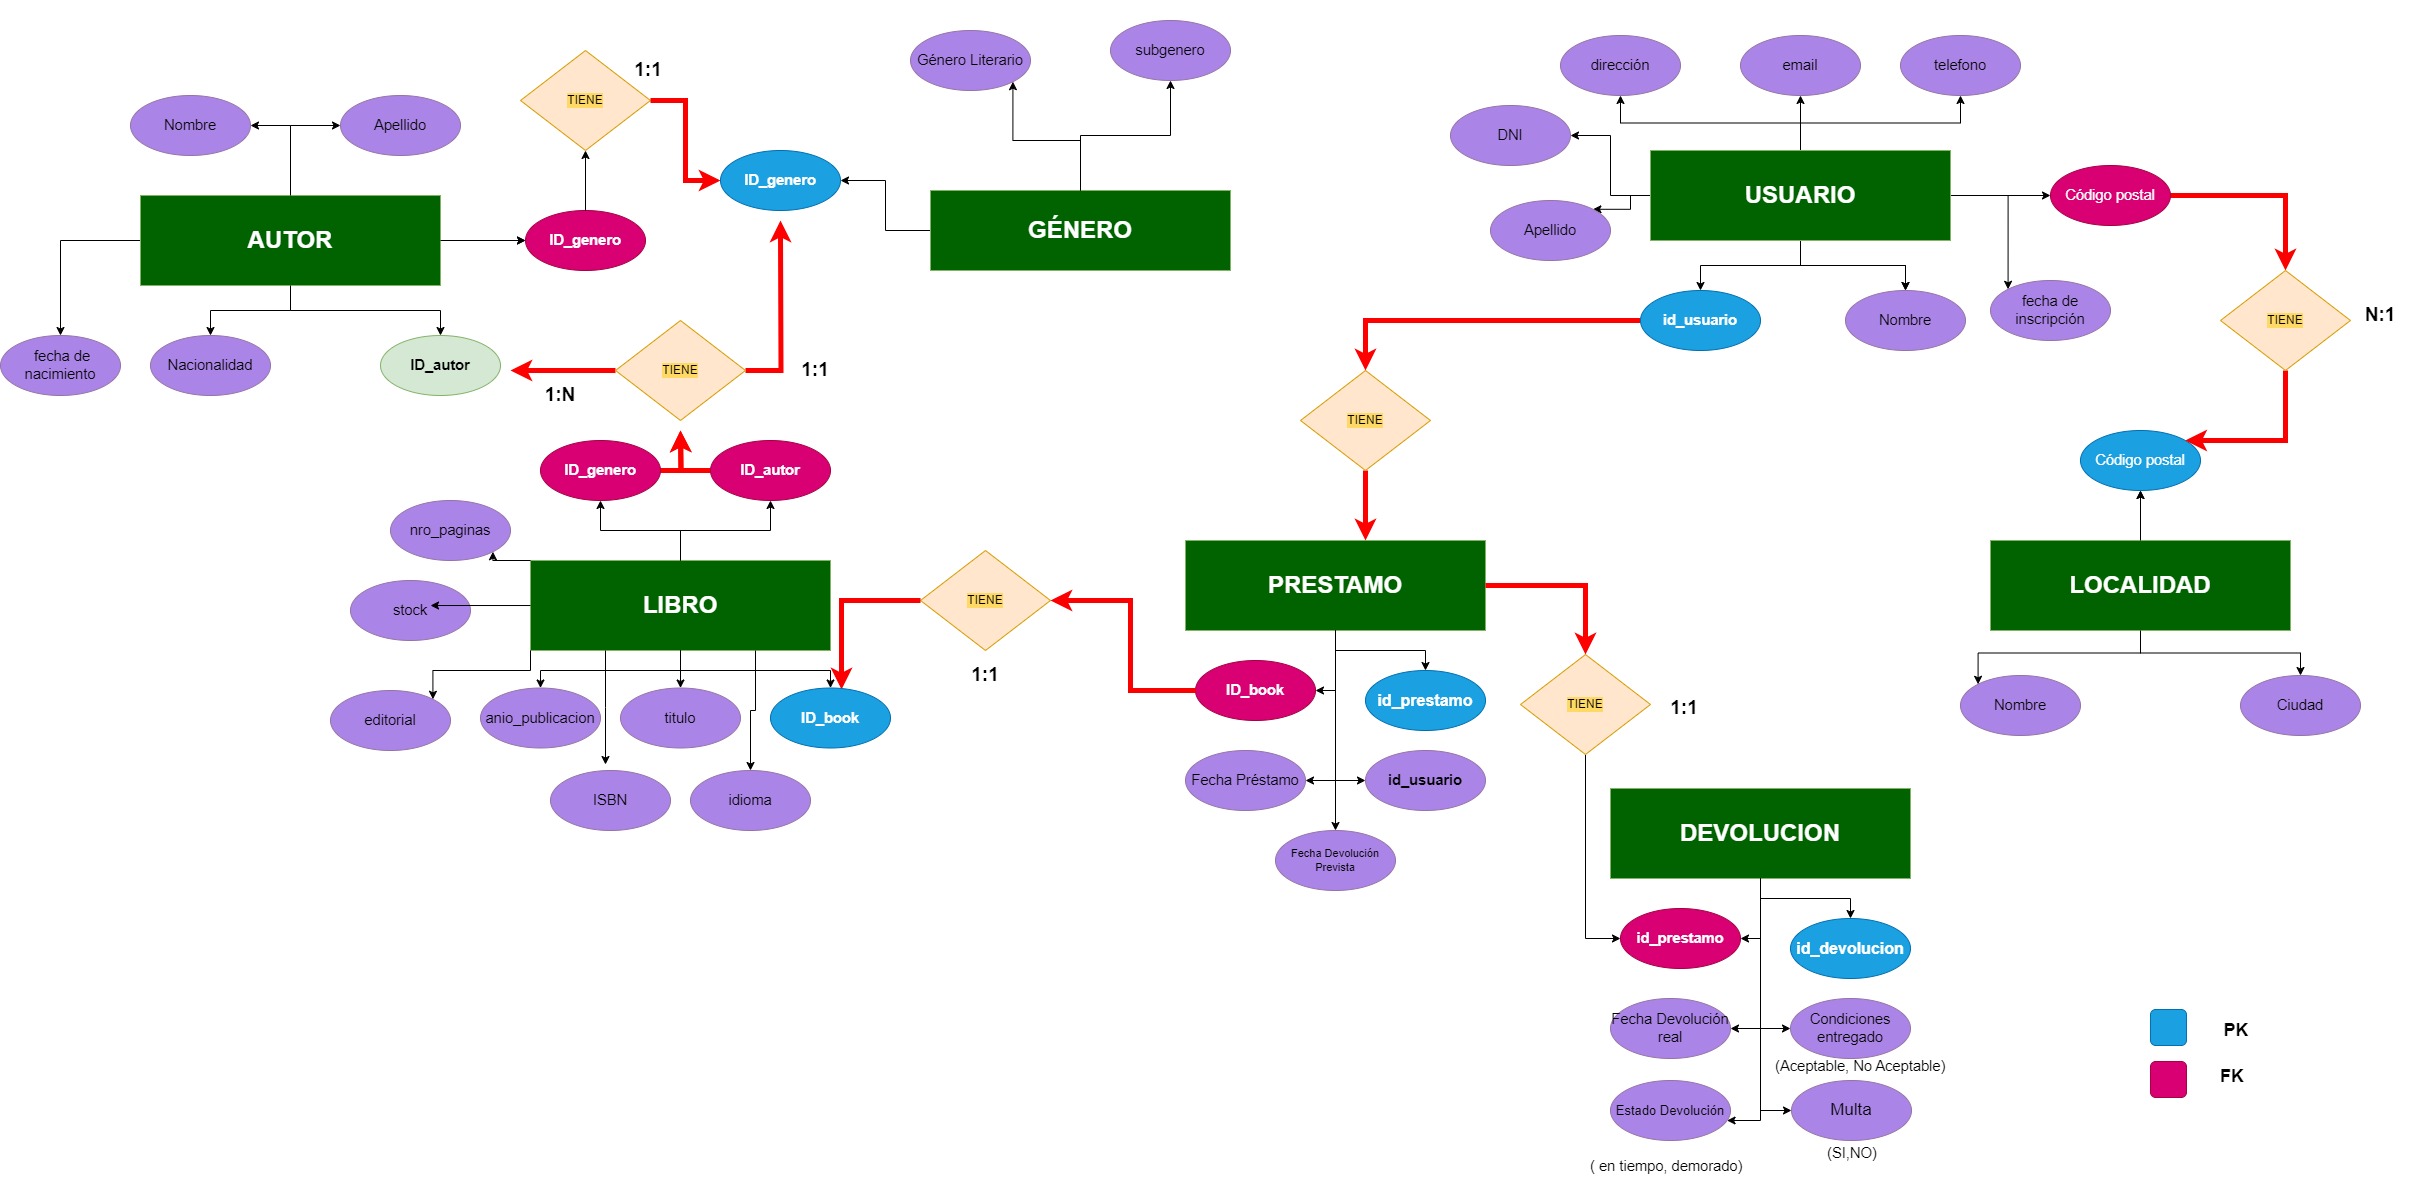 subgenero
Género Literario
dirección
email
telefono
1:1
TIENE
Nombre
Apellido
DNI
ID_genero
USUARIO
Código postal
GÉNERO
Apellido
AUTOR
ID_genero
fecha de
inscripción
id_usuario
Nombre
TIENE
N:1
fecha de
nacimiento
Nacionalidad
ID_autor
TIENE
1:1
1:N
TIENE
ID_genero
ID_autor
Código postal
nro_paginas
stock
LIBRO
TIENE
PRESTAMO
LOCALIDAD
1:1
ID_book
id_prestamo
TIENE
1:1
Nombre
Ciudad
editorial
anio_publicacion
titulo
ID_book
ISBN
idioma
Fecha Préstamo
id_usuario
Fecha Devolución
Prevista
DEVOLUCION
id_prestamo
id_devolucion
Fecha Devolución
real
Condiciones
entregado
(Aceptable, No Aceptable)
Estado Devolución
Multa
(SI,NO)
( en tiempo, demorado)
PK
FK